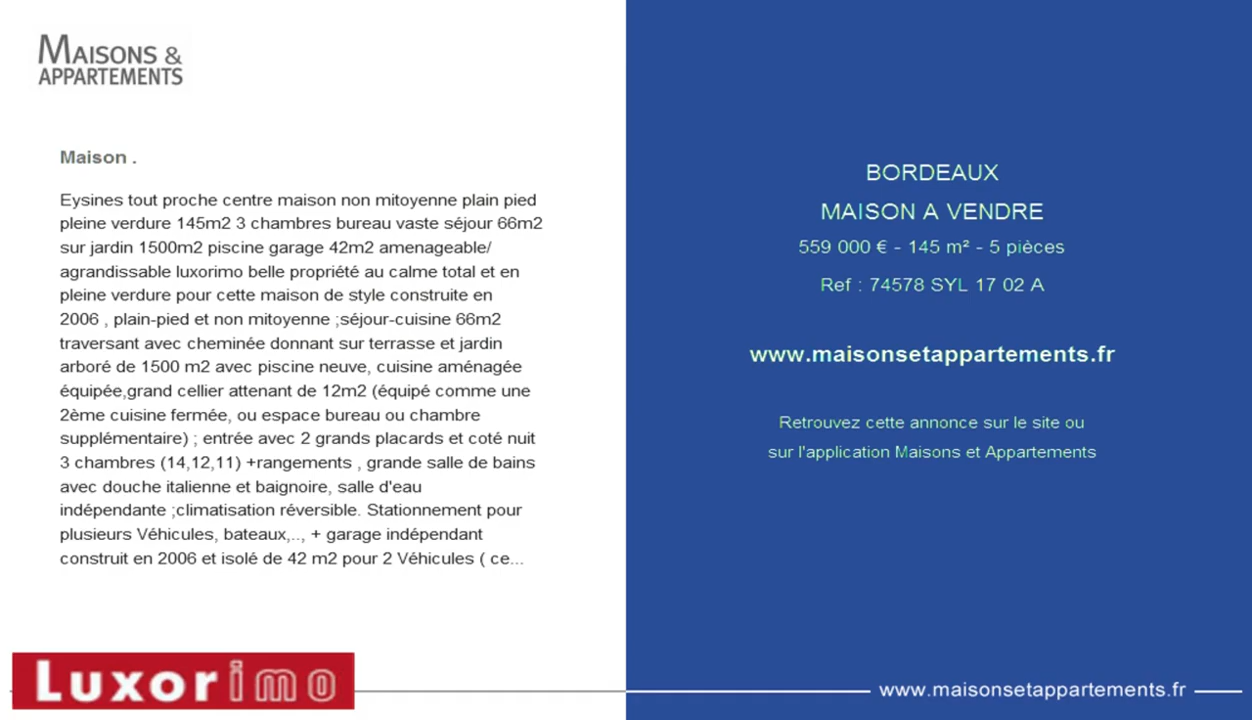 MAISONS &
APPARTEMENTS
Maison .
Eysines tout proche centre maison non mitoyenne plain pied
pleine verdure 145m2 3 chambres bureau vaste séjour 66m2
sur jardin 1500m2 piscine garage 42m2 amenageable/
agrandissable luxorimo belle propriété au calme total et en
pleine verdure pour cette maison de style construite en
2006 , plain-pied et non mitoyenne ;séjour-cuisine 66m2
traversant avec cheminée donnant sur terrasse et jardin
arboré de 1500 m2 avec piscine neuve, cuisine aménagée
équipée,grand cellier attenant de 12m2 (équipé comme une
2ème cuisine fermée, ou espace bureau ou chambre
supplémentaire) ; entrée avec 2 grands placards et coté nuit
3 chambres (14,12,11) +rangements , grande salle de bains
avec douche italienne et baignoire, salle d'eau
indépendante ;climatisation réversible. Stationnement pour
plusieurs Véhicules, bateaux,.., + garage indépendant
construit en 2006 et isolé de 42 m2 pour 2 Véhicules ( ce...
LUXORIMO
BORDEAUX
MAISON A VENDRE
559 000 € - 145 m² - 5 pièces
Ref : 74578 SYL 17 02 A
www.maisonsetappartements.fr
Retrouvez cette annonce sur le site ou
sur l'application Maisons et Appartements
www.maisonsetappartements.fr